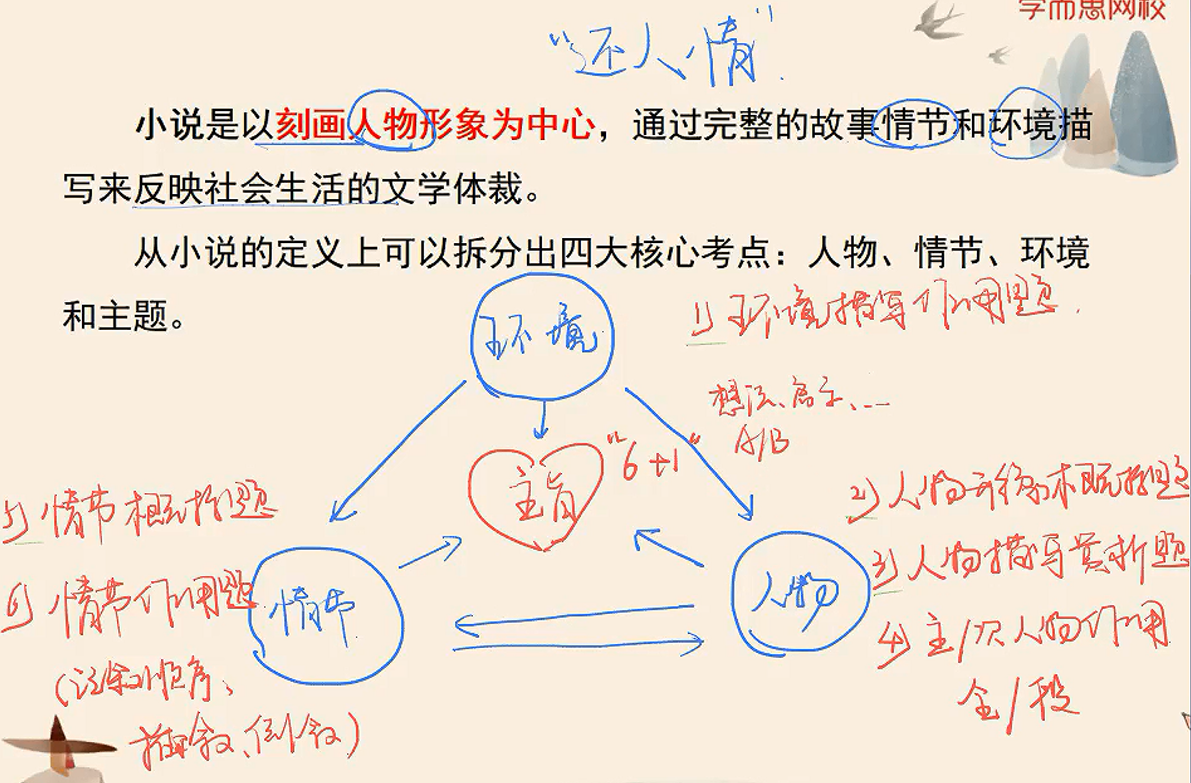 学而思网校
“还人情”.
小说是以刻画人物形象为中心，通过完整的故事情节和环境描
写来反映社会生活的文学体裁。
从小说的定义上可以拆分出四大核心考点：人物、情节、环境
和主题。
环境
1) 环境描写作用题.
想法、
A/B
主旨
“6+1”
5) 情节概括题
2) 人物形象概括题
6) 情节作用题
情节
人物
3) 人物描写赏析题
4) 主/次人物作用
全/段
(记叙顺序、
插叙、倒叙)